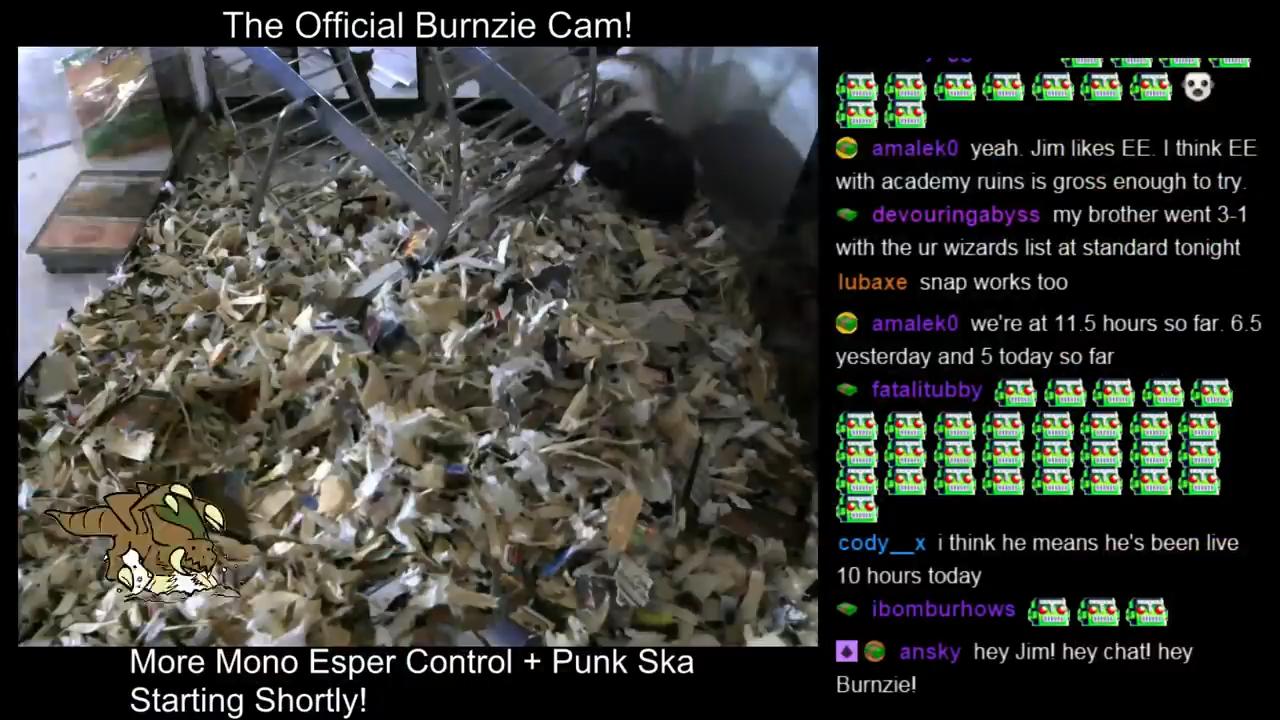 The Official Burnzie Cam!
amalek0 yeah. Jim likes EE. I think EE
with academy ruins is gross enough to try.
devouringabyss my brother went 3-1
with the ur wizards list at standard tonight
lubaxe snap works too
amalek0 we're at 11.5 hours so far. 6.5
yesterday and 5 today so far
fatalitubby
cody__x i think he means he's been live
10 hours today
ibomburhows
ansky hey Jim! hey chat! hey
Burnzie!
More Mono Esper Control + Punk Ska
Starting Shortly!